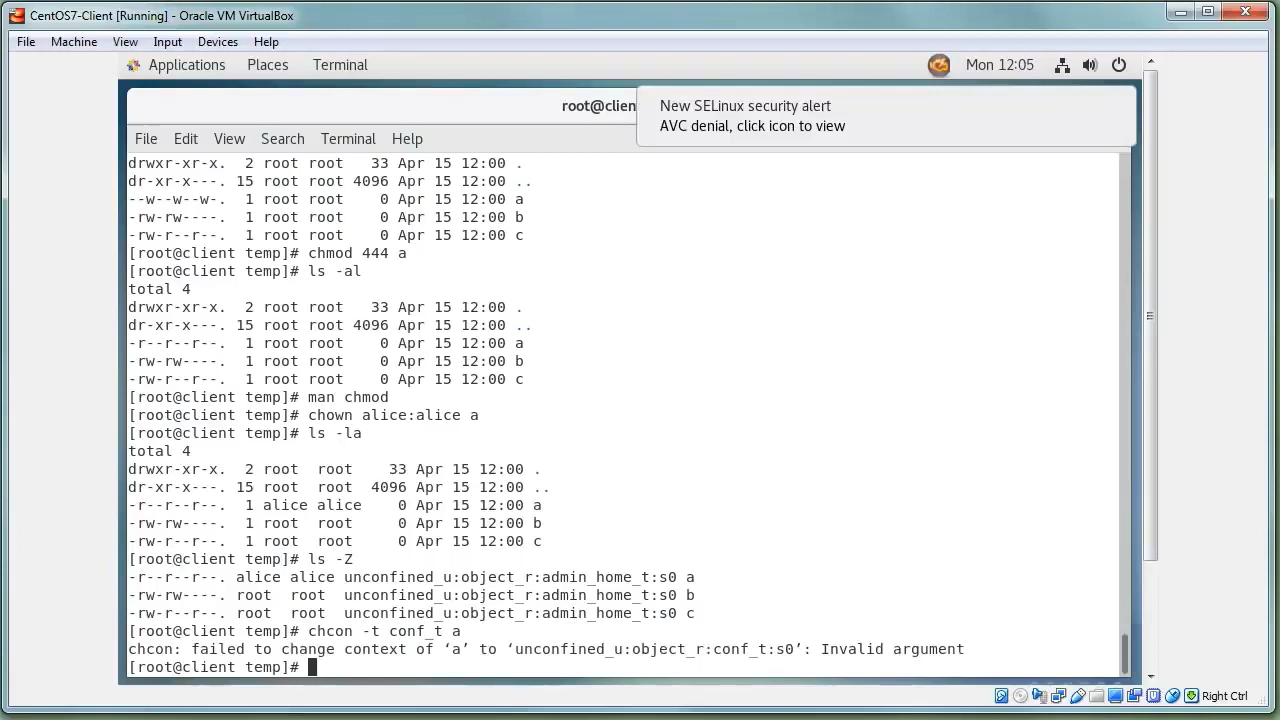 CentOS7-Client [Running] - Oracle VM VirtualBox
File Machine View Input Devices Help
Applications Places Terminal Mon 12:05
root@clien
New SELinux security alert
AVC denial, click icon to view
File Edit View Search Terminal Help
drwxr-xr-x.  2 root root   33 Apr 15 12:00 .
dr-xr-x---. 15 root root 4096 Apr 15 12:00 ..
--w--w--w-.  1 root root    0 Apr 15 12:00 a
-rw-rw----.  1 root root    0 Apr 15 12:00 b
-rw-r--r--.  1 root root    0 Apr 15 12:00 c
[root@client temp]# chmod 444 a
[root@client temp]# ls -al
total 4
drwxr-xr-x.  2 root root   33 Apr 15 12:00 .
dr-xr-x---. 15 root root 4096 Apr 15 12:00 ..
-r--r--r--.  1 root root    0 Apr 15 12:00 a
-rw-rw----.  1 root root    0 Apr 15 12:00 b
-rw-r--r--.  1 root root    0 Apr 15 12:00 c
[root@client temp]# man chmod
[root@client temp]# chown alice:alice a
[root@client temp]# ls -la
total 4
drwxr-xr-x.  2 root  root    33 Apr 15 12:00 .
dr-xr-x---. 15 root  root  4096 Apr 15 12:00 ..
-r--r--r--.  1 alice alice    0 Apr 15 12:00 a
-rw-rw----.  1 root  root     0 Apr 15 12:00 b
-rw-r--r--.  1 root  root     0 Apr 15 12:00 c
[root@client temp]# ls -Z
-r--r--r--. alice alice unconfined_u:object_r:admin_home_t:s0 a
-rw-rw----. root  root  unconfined_u:object_r:admin_home_t:s0 b
-rw-r--r--. root  root  unconfined_u:object_r:admin_home_t:s0 c
[root@client temp]# chcon -t conf_t a
chcon: failed to change context of ‘a’ to ‘unconfined_u:object_r:conf_t:s0’: Invalid argument
[root@client temp]#
Right Ctrl